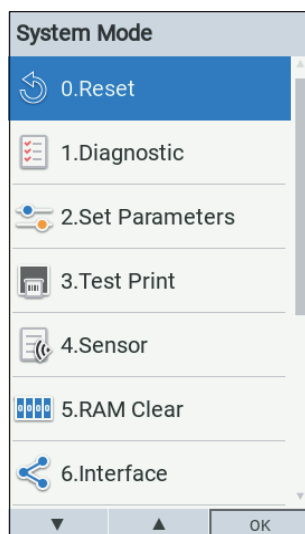 System Mode
0.Reset
1.Diagnostic
2.Set Parameters
3.Test Print
4.Sensor
5.RAM Clear
6.Interface
▼ ▲ OK